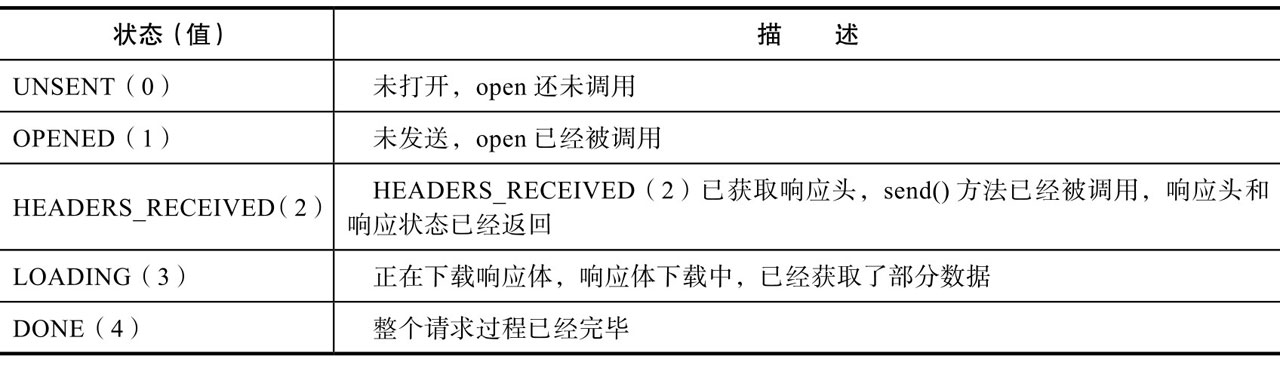 状态（值） 描 述
UNSENT（0） 未打开，open 还未调用
OPENED（1） 未发送，open 已经被调用
HEADERS_RECEIVED（2） HEADERS_RECEIVED（2）已获取响应头，send() 方法已经被调用，响应头和
响应状态已经返回
LOADING（3） 正在下载响应体，响应体下载中，已经获取了部分数据
DONE（4） 整个请求过程已经完毕